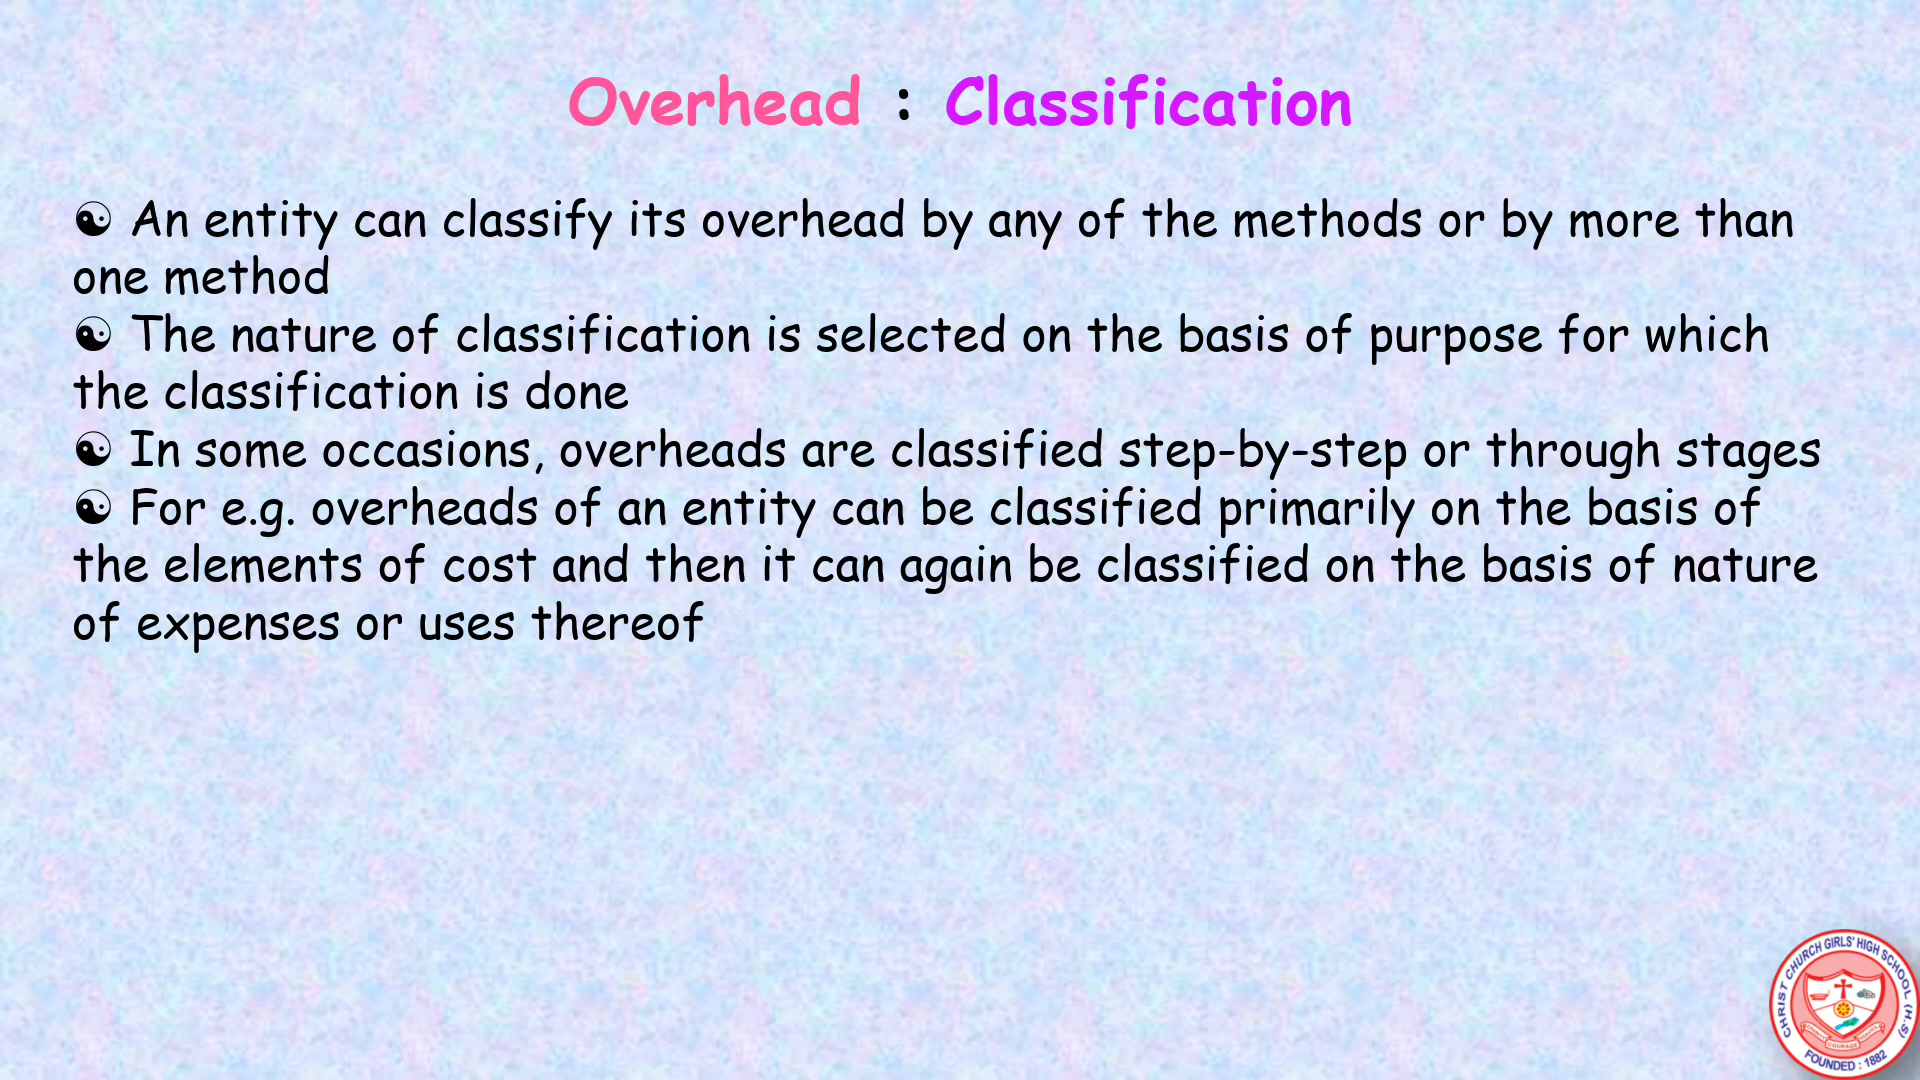 Overhead : Classification
☯ An entity can classify its overhead by any of the methods or by more than
one method
☯ The nature of classification is selected on the basis of purpose for which
the classification is done
☯ In some occasions, overheads are classified step-by-step or through stages
☯ For e.g. overheads of an entity can be classified primarily on the basis of
the elements of cost and then it can again be classified on the basis of nature
of expenses or uses thereof
CHRIST CHURCH GIRLS' HIGH SCHOOL (H.S)
COURAGE
FOUNDED : 1882